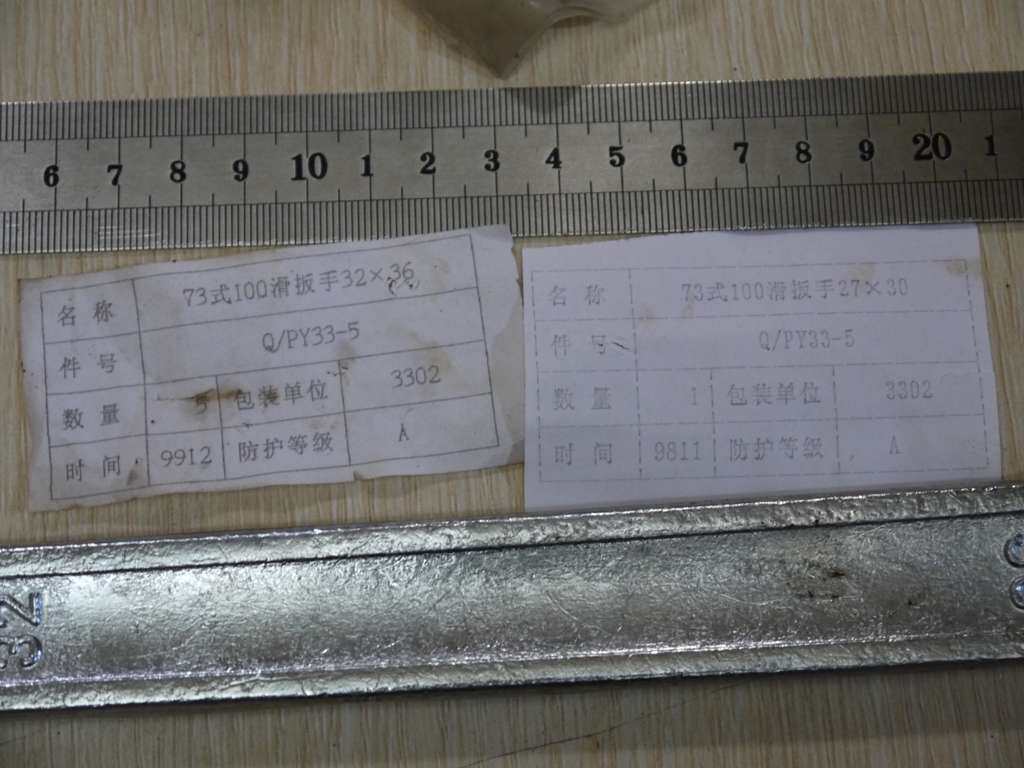 6 7 8 9 10 1 2 3 4 5 6 7 8 9 20 1
名 称 73式100滑扳手32×36
件 号 Q/PY33-5
数 量 5 包装单位 3302
时 间 9912 防护等级 A
名 称 73式100滑扳手27×30
件 号 Q/PY33-5
数 量 1 包装单位 3302
时 间 9811 防护等级 A
32